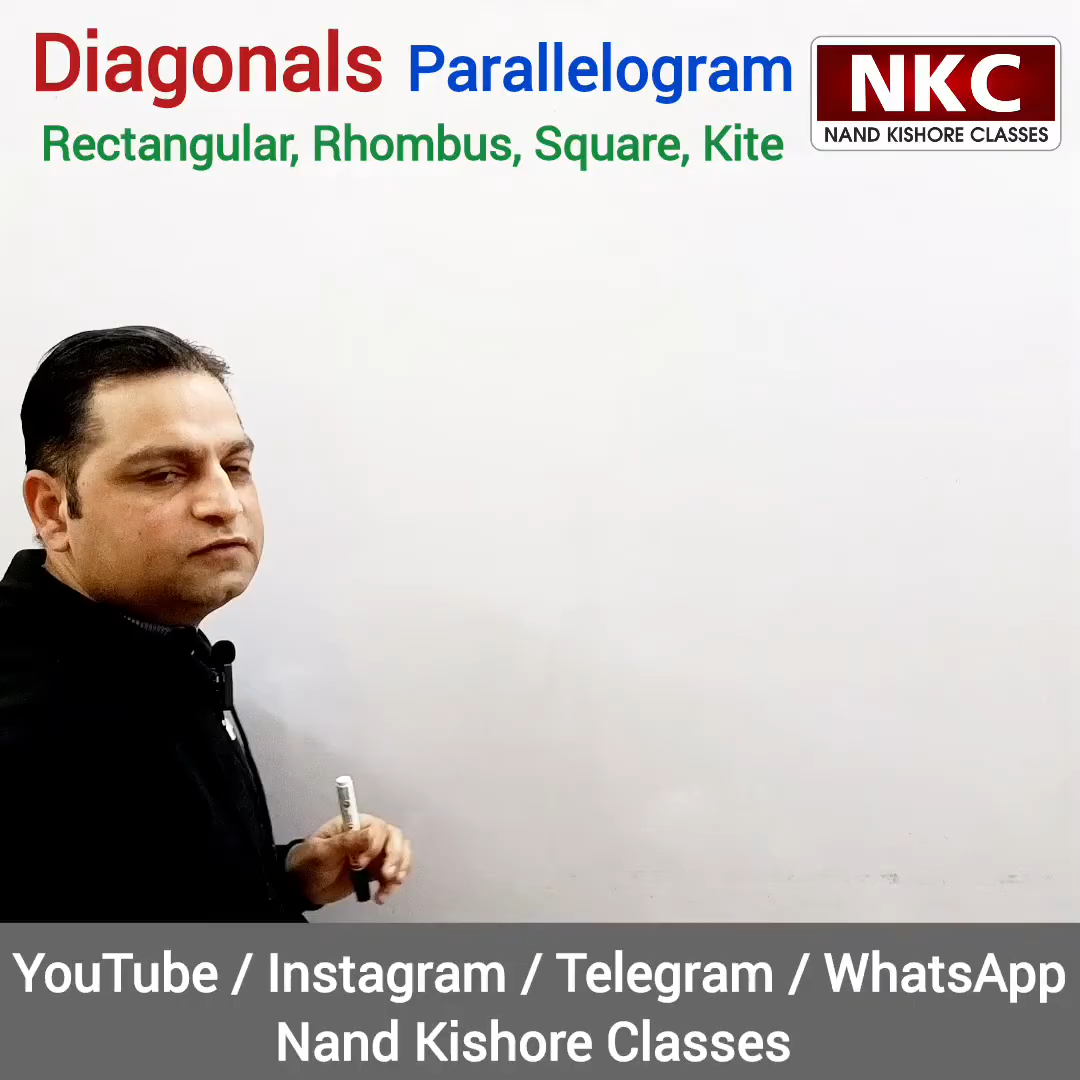 Diagonals Parallelogram
Rectangular, Rhombus, Square, Kite
NKC
NAND KISHORE CLASSES
YouTube / Instagram / Telegram / WhatsApp
Nand Kishore Classes